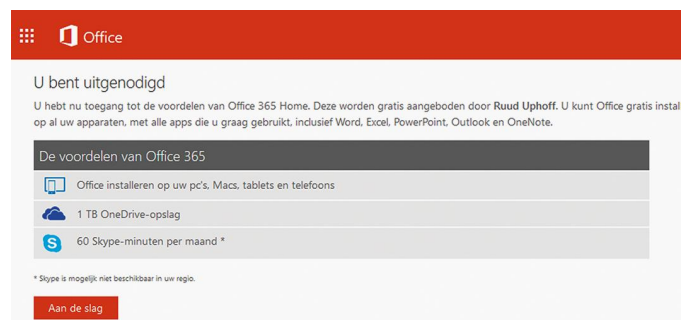 Office
U bent uitgenodigd
U hebt nu toegang tot de voordelen van Office 365 Home. Deze worden gratis aangeboden door Ruud Uphoff. U kunt Office gratis instal
op al uw apparaten, met alle apps die u graag gebruikt, inclusief Word, Excel, PowerPoint, Outlook en OneNote.
De voordelen van Office 365
Office installeren op uw pc's, Macs, tablets en telefoons
1 TB OneDrive-opslag
60 Skype-minuten per maand *
* Skype is mogelijk niet beschikbaar in uw regio.
Aan de slag